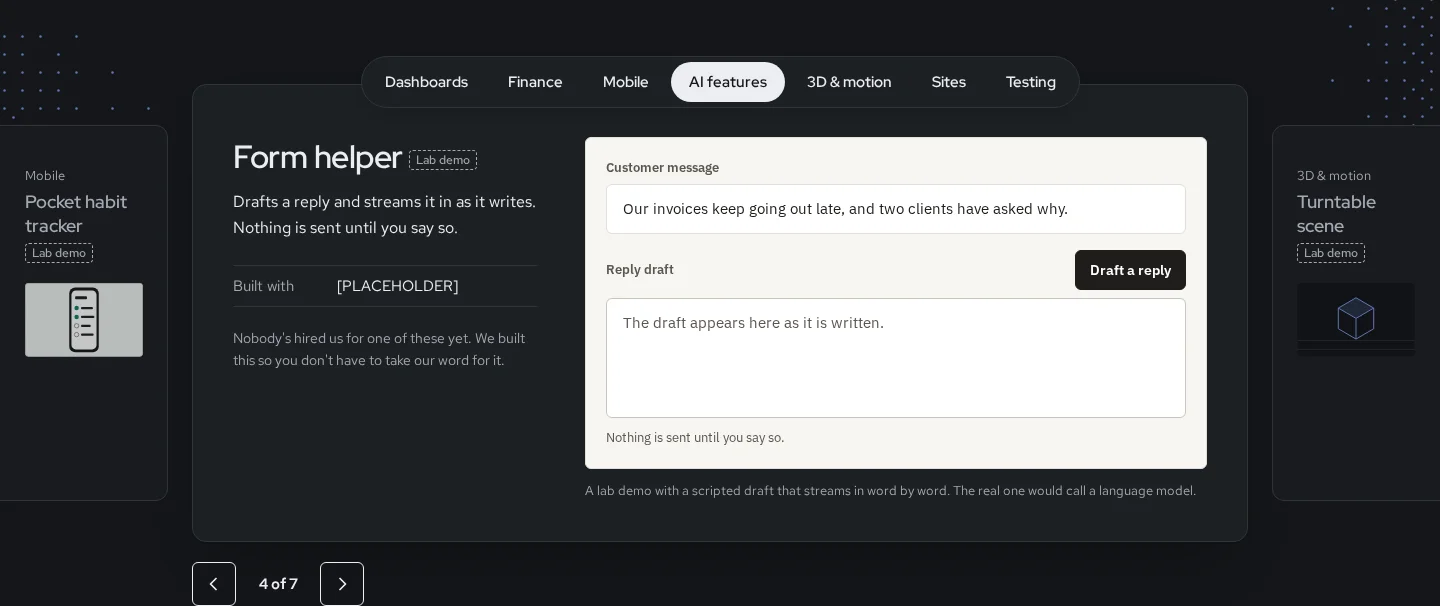 Dashboards Finance Mobile AI features 3D & motion Sites Testing
Mobile
Pocket habit
tracker
Lab demo
Form helper Lab demo
Drafts a reply and streams it in as it writes.
Nothing is sent until you say so.
Built with [PLACEHOLDER]
Nobody's hired us for one of these yet. We built
this so you don't have to take our word for it.
Customer message
Our invoices keep going out late, and two clients have asked why.
Reply draft
Draft a reply
The draft appears here as it is written.
Nothing is sent until you say so.
A lab demo with a scripted draft that streams in word by word. The real one would call a language model.
3D & motion
Turntable
scene
Lab demo
4 of 7